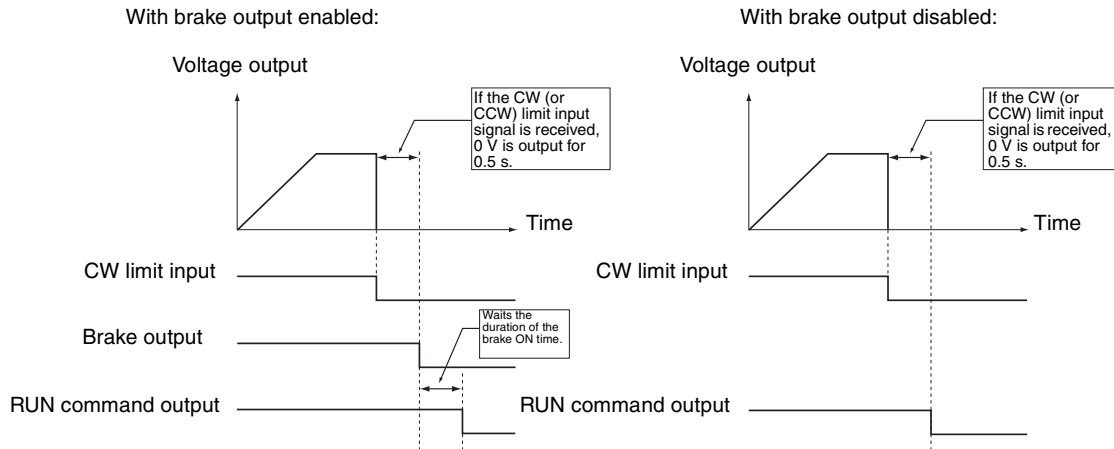 With brake output enabled:
Voltage output
If the CW (or
CCW) limit input
signal is received,
0 V is output for
0.5 s.
Time
CW limit input
Waits the
duration of the
brake ON time.
Brake output
RUN command output
With brake output disabled:
Voltage output
If the CW (or
CCW) limit input
signal is received,
0 V is output for
0.5 s.
Time
CW limit input
RUN command output